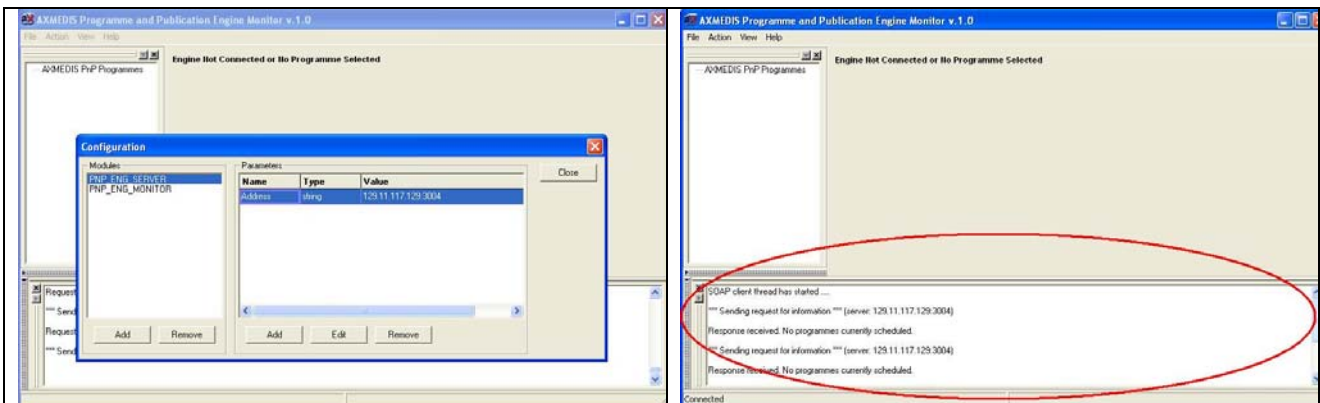 AXMEDIS Programme and Publication Engine Monitor v.1.0
File Action View Help
AXMEDIS PnP Programmes
Engine Not Connected or No Programme Selected
Configuration
Modules
PNP_ENG_SERVER
PNP_ENG_MONITOR
Add Remove
Parameters
Name Type Value
Address string 129.11.117.129:3004
Add Edit Remove
Close
Request
*** Send
Request
*** Send
AXMEDIS Programme and Publication Engine Monitor v.1.0
File Action View Help
AXMEDIS PnP Programmes
Engine Not Connected or No Programme Selected
SOAP client thread has started ....
*** Sending request for information *** (server: 129.11.117.129:3004)
Response received. No programmes currently scheduled.
*** Sending request for information *** (server: 129.11.117.129:3004)
Response received. No programmes currently scheduled.
Connected